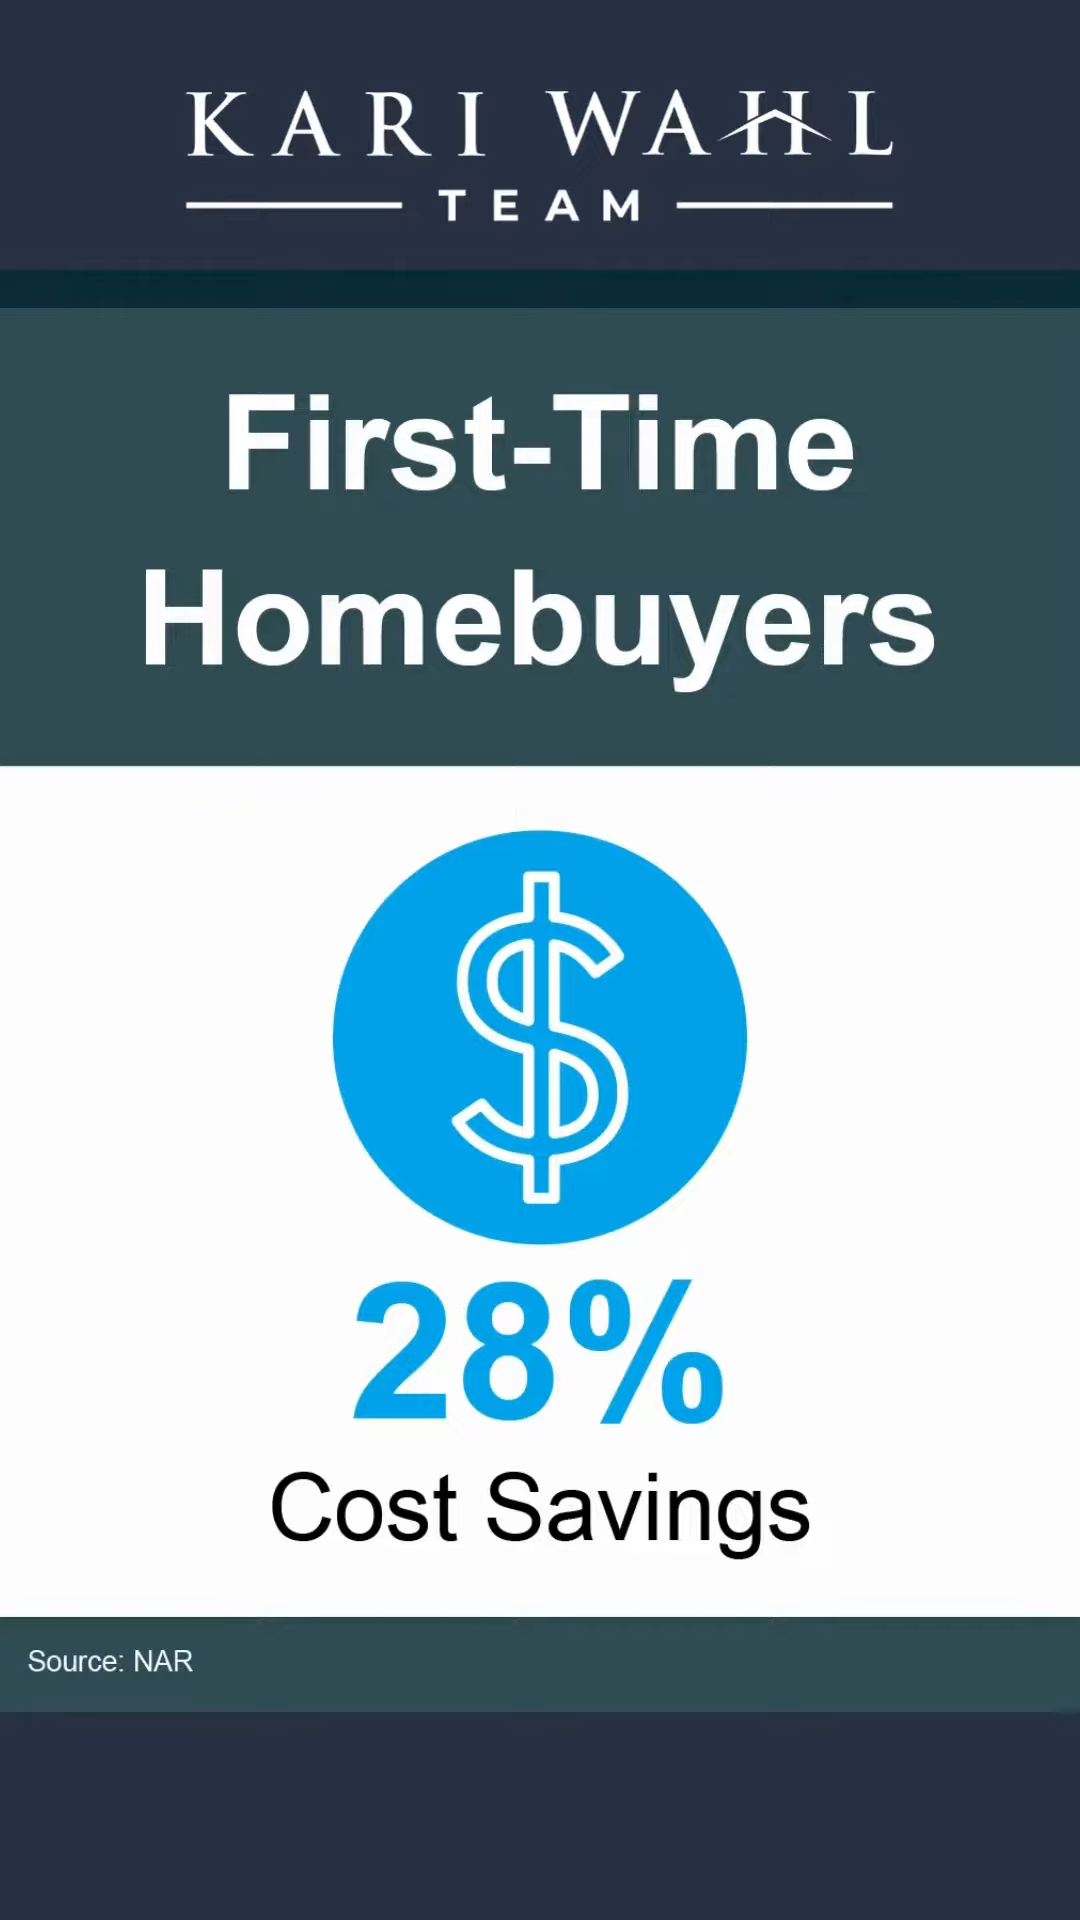 KARI WAHL
TEAM
First-Time
Homebuyers
28%
Cost Savings
Source: NAR